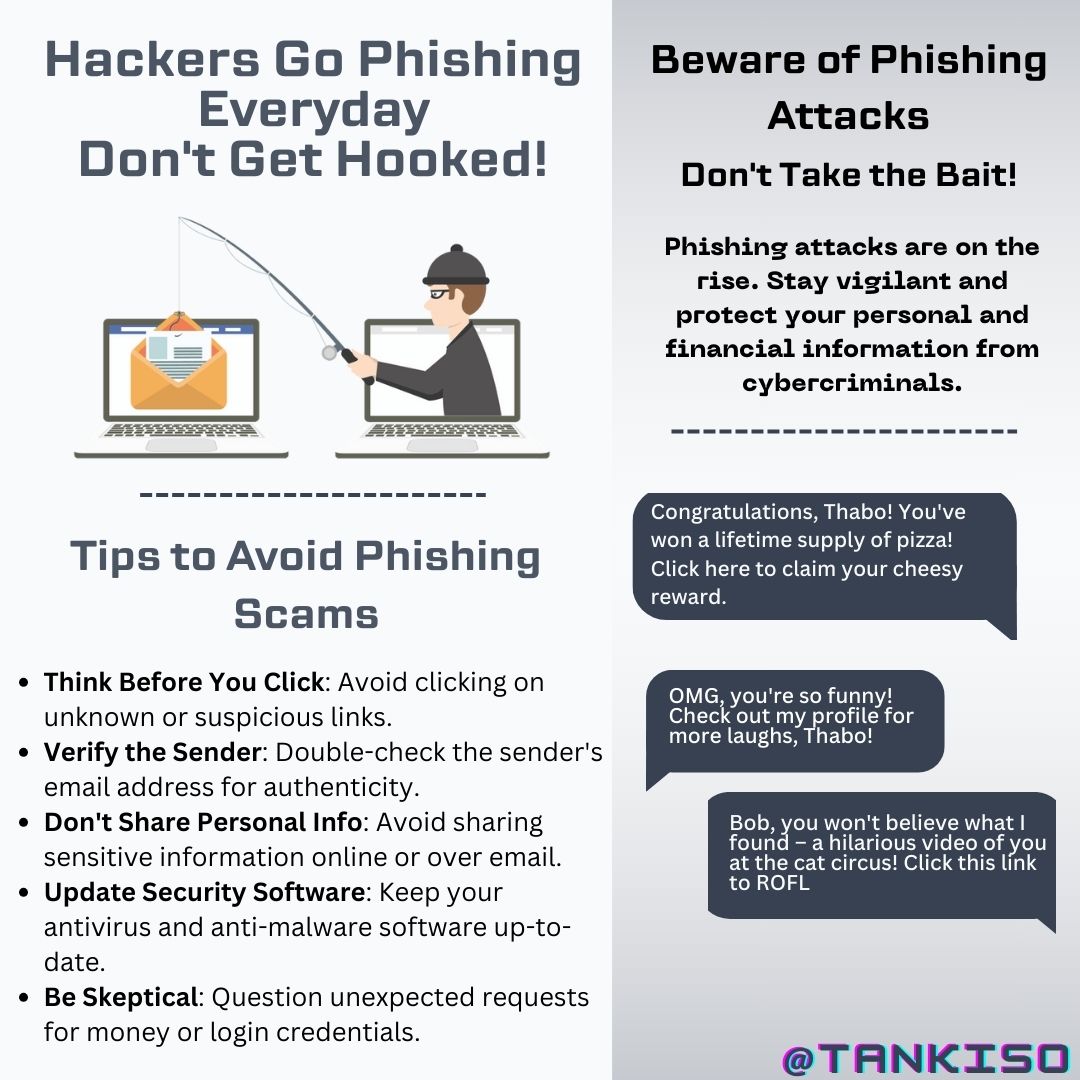 Hackers Go Phishing
Everyday
Don't Get Hooked!
Tips to Avoid Phishing
Scams
• Think Before You Click: Avoid clicking on
unknown or suspicious links.
• Verify the Sender: Double-check the sender's
email address for authenticity.
• Don't Share Personal Info: Avoid sharing
sensitive information online or over email.
• Update Security Software: Keep your
antivirus and anti-malware software up-to-
date.
• Be Skeptical: Question unexpected requests
for money or login credentials.
Beware of Phishing
Attacks
Don't Take the Bait!
Phishing attacks are on the
rise. Stay vigilant and
protect your personal and
financial information from
cybercriminals.
Congratulations, Thabo! You've
won a lifetime supply of pizza!
Click here to claim your cheesy
reward.
OMG, you're so funny!
Check out my profile for
more laughs, Thabo!
Bob, you won't believe what I
found – a hilarious video of you
at the cat circus! Click this link
to ROFL
@TANKISO